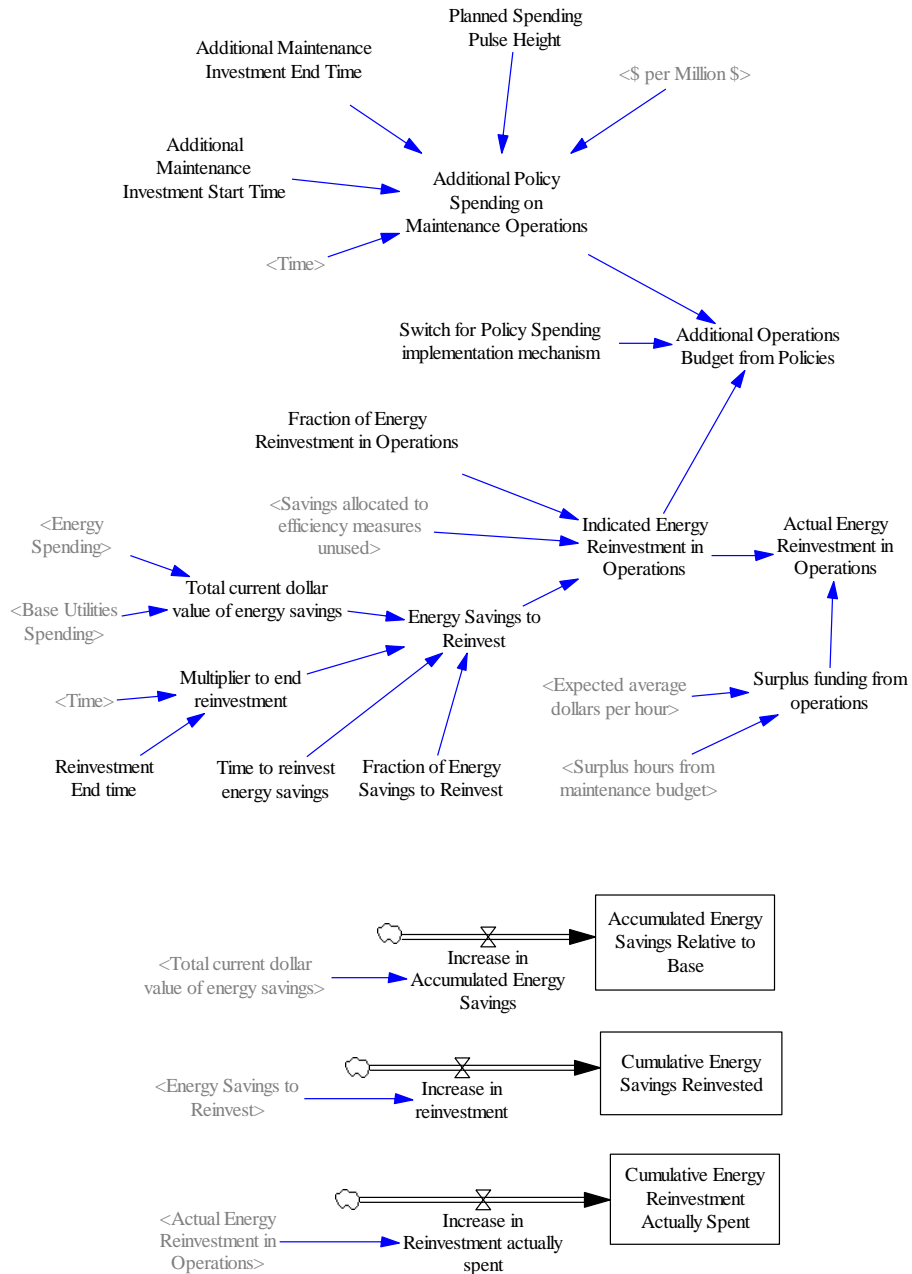 Planned Spending
Pulse Height
Additional Maintenance
Investment End Time
<$ per Million $>
Additional
Maintenance
Investment Start Time
Additional Policy
Spending on
Maintenance Operations
<Time>
Switch for Policy Spending
implementation mechanism
Additional Operations
Budget from Policies
Fraction of Energy
Reinvestment in Operations
<Savings allocated to
efficiency measures
unused>
Indicated Energy
Reinvestment in
Operations
Actual Energy
Reinvestment in
Operations
<Energy
Spending>
Total current dollar
value of energy savings
<Base Utilities
Spending>
Energy Savings to
Reinvest
Multiplier to end
reinvestment
<Time>
<Expected average
dollars per hour>
Surplus funding from
operations
Reinvestment
End time
Time to reinvest
energy savings
Fraction of Energy
Savings to Reinvest
<Surplus hours from
maintenance budget>
Accumulated Energy
Savings Relative to
Base
Increase in
Accumulated Energy
Savings
<Total current dollar
value of energy savings>
Cumulative Energy
Savings Reinvested
Increase in
reinvestment
<Energy Savings to
Reinvest>
Cumulative Energy
Reinvestment
Actually Spent
Increase in
Reinvestment actually
spent
<Actual Energy
Reinvestment in
Operations>